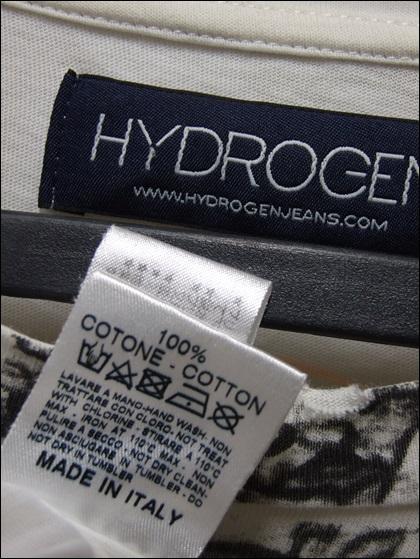 HYDROGEN
WWW.HYDROGENJEANS.COM
100%
COTONE - COTTON
LAVARE A MANO-HAND WASH. NON
TRATTARE CON CLORO. NOT TREAT
WITH CHLORINE - STIRARE A 110°C
MAX - IRON AT 110°C MAX - NON
PULIRE A SECCO / NOT DRY CLEAN-
NON ASCIUGARE IN TUMBLER - DO
NOT DRY IN TUMBLER
MADE IN ITALY